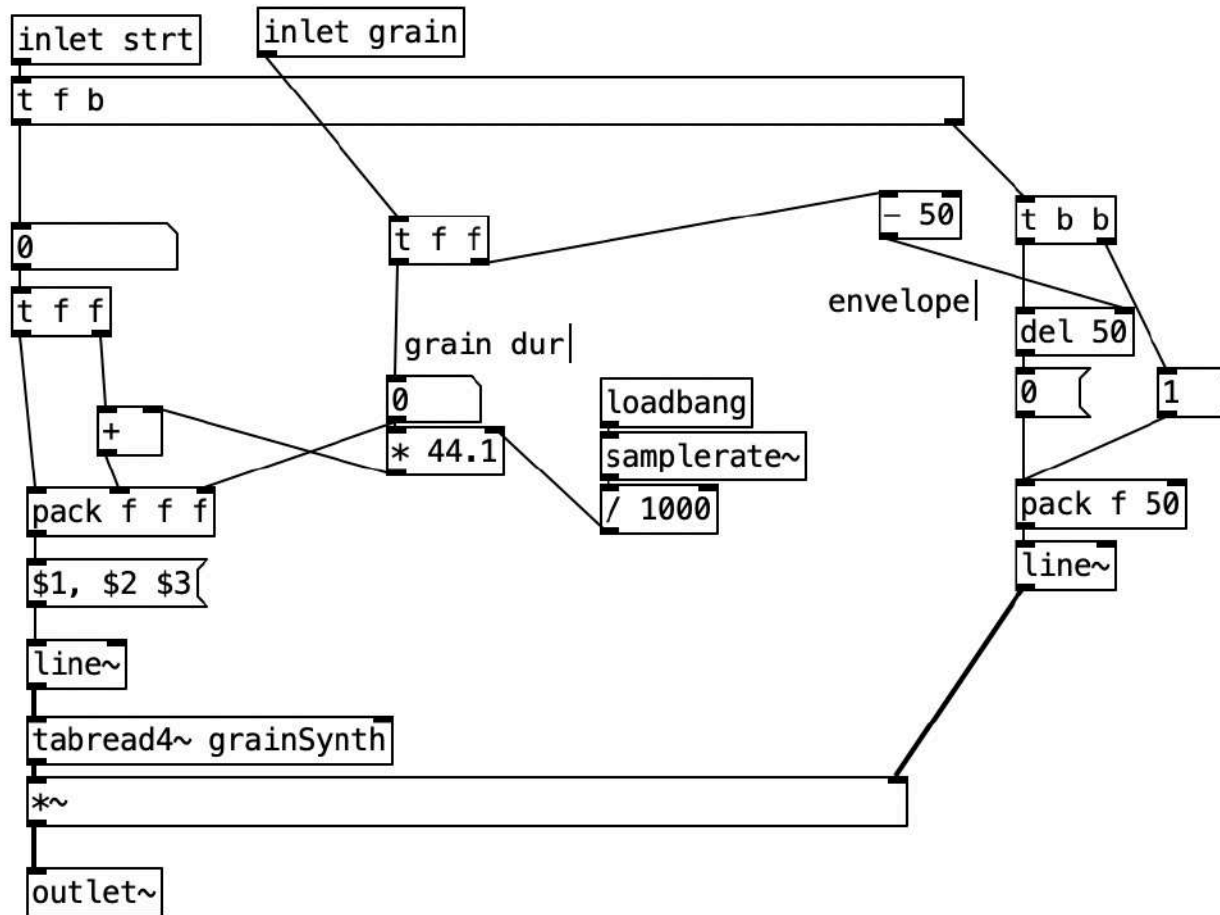 inlet strt
inlet grain
t f b
0
t f f
t f f
– 50
t b b
envelope
del 50
grain dur
0
1
+
0
* 44.1
loadbang
samplerate~
/ 1000
pack f f f
pack f 50
$1, $2 $3
line~
line~
tabread4~ grainSynth
*~
outlet~